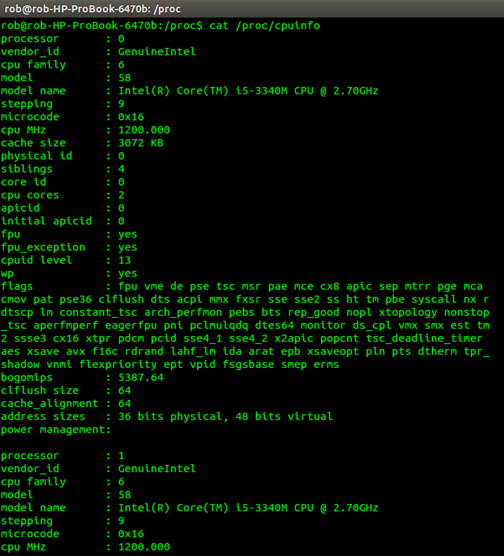 rob@rob-HP-ProBook-6470b: /proc
rob@rob-HP-ProBook-6470b:/proc$ cat /proc/cpuinfo
processor : 0
vendor_id : GenuineIntel
cpu family : 6
model : 58
model name : Intel(R) Core(TM) i5-3340M CPU @ 2.70GHz
stepping : 9
microcode : 0x16
cpu MHz : 1200.000
cache size : 3072 KB
physical id : 0
siblings : 4
core id : 0
cpu cores : 2
apicid : 0
initial apicid : 0
fpu : yes
fpu_exception : yes
cpuid level : 13
wp : yes
flags : fpu vme de pse tsc msr pae mce cx8 apic sep mtrr pge mca
cmov pat pse36 clflush dts acpi mmx fxsr sse sse2 ss ht tm pbe syscall nx r
dtscp lm constant_tsc arch_perfmon pebs bts rep_good nopl xtopology nonstop
_tsc aperfmperf eagerfpu pni pclmulqdq dtes64 monitor ds_cpl vmx smx est tm
2 ssse3 cx16 xtpr pdcm pcid sse4_1 sse4_2 x2apic popcnt tsc_deadline_timer
aes xsave avx f16c rdrand lahf_lm ida arat epb xsaveopt pln pts dtherm tpr_
shadow vnmi flexpriority ept vpid fsgsbase smep erms
bogomips : 5387.64
clflush size : 64
cache_alignment : 64
address sizes : 36 bits physical, 48 bits virtual
power management:
processor : 1
vendor_id : GenuineIntel
cpu family : 6
model : 58
model name : Intel(R) Core(TM) i5-3340M CPU @ 2.70GHz
stepping : 9
microcode : 0x16
cpu MHz : 1200.000